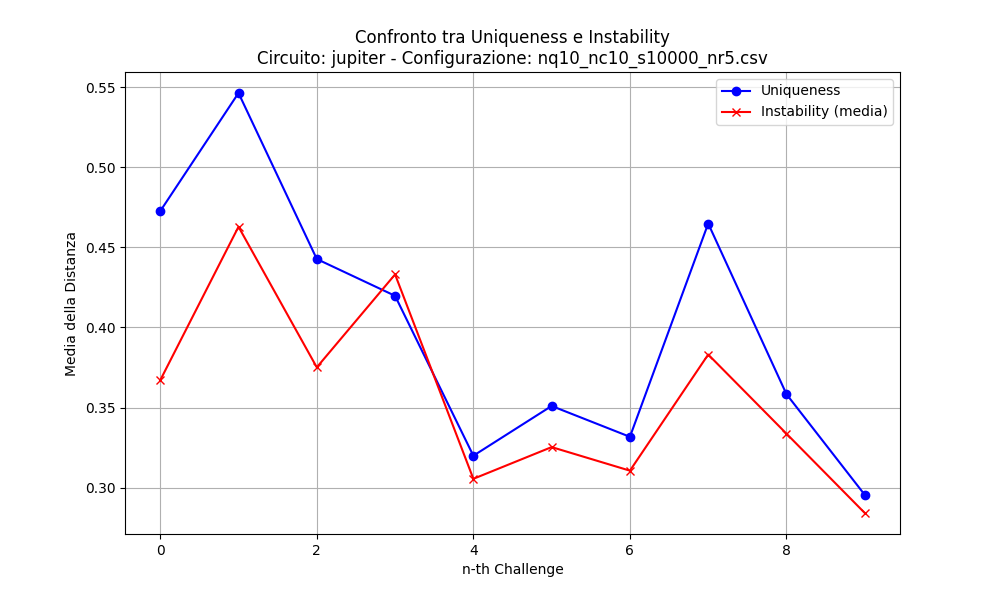 Confronto tra Uniqueness e Instability
Circuito: jupiter - Configurazione: nq10_nc10_s10000_nr5.csv
Uniqueness
Instability (media)
Media della Distanza
0.55
0.50
0.45
0.40
0.35
0.30
0 2 4 6 8
n-th Challenge